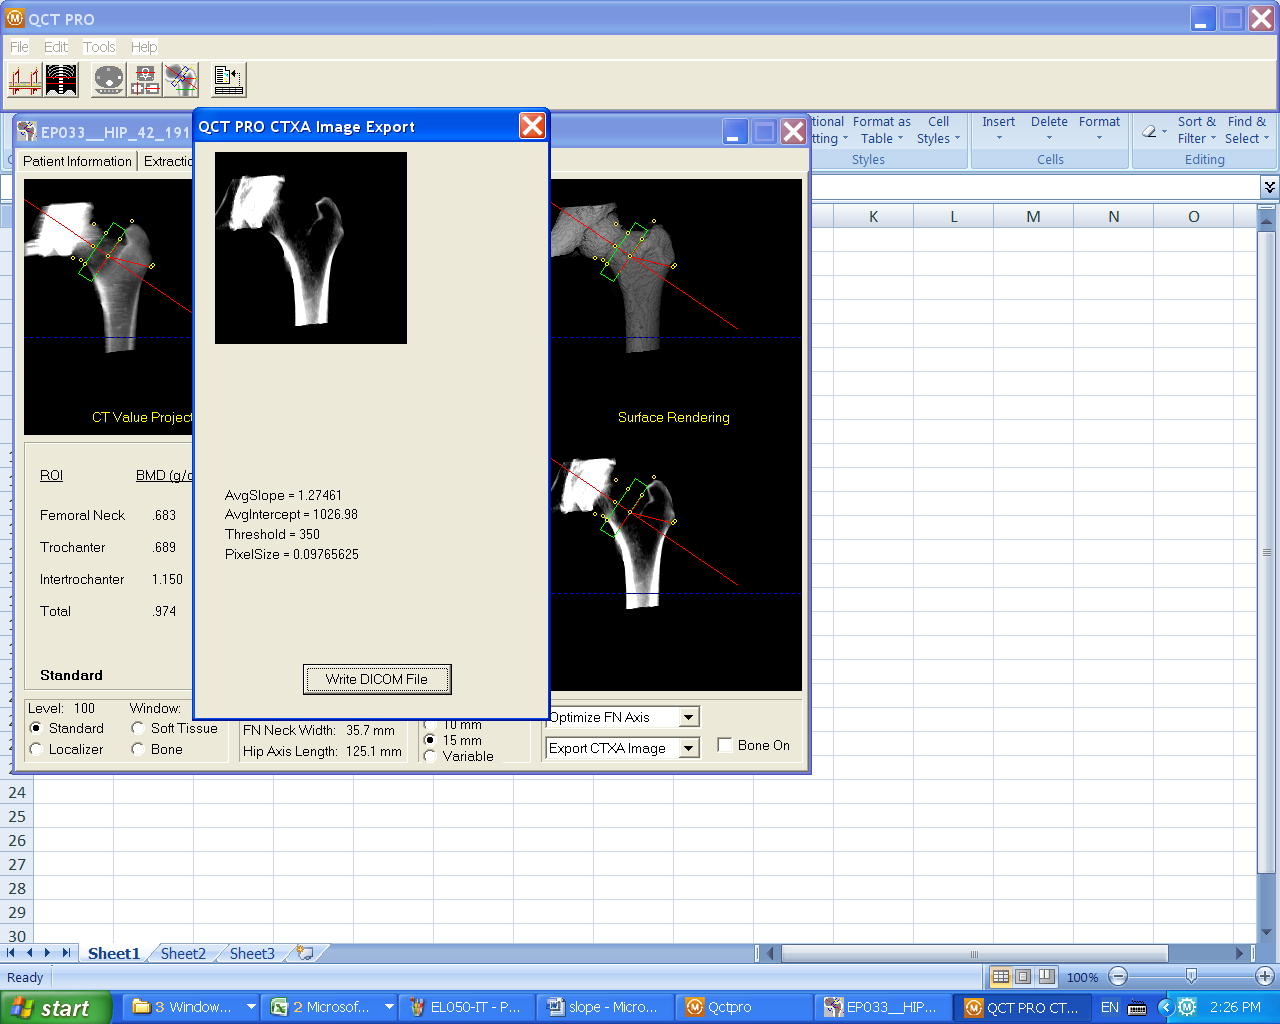 QCT PRO
File Edit Tools Help
EP033__HIP_42_191
QCT PRO CTXA Image Export
Patient Information
Format as Table
Cell Styles
Styles
Insert Delete Format
Cells
Sort & Filter
Find & Select
Editing
K L M N O
CT Value
Surface Rendering
ROI
BMD
Femoral Neck .683
Trochanter .689
Intertrochanter 1.150
Total .974
Standard
AvgSlope = 1.27461
AvgIntercept = 1026.98
Threshold = 350
PixelSize = 0.09765625
Write DICOM File
Level: 100 Window:
Standard Soft Tissue
Localizer Bone
FN Neck Width: 35.7 mm
Hip Axis Length: 125.1 mm
10 mm
15 mm
Variable
Optimize FN Axis
Export CTXA Image
Bone On
24
25
26
27
28
29
30
Sheet1 Sheet2 Sheet3
Ready
100%
start
3 Window...
2 Microsof...
EL050-IT - P...
slope - Micro...
Qctpro
EP033__HIP...
QCT PRO CT...
EN
2:26 PM